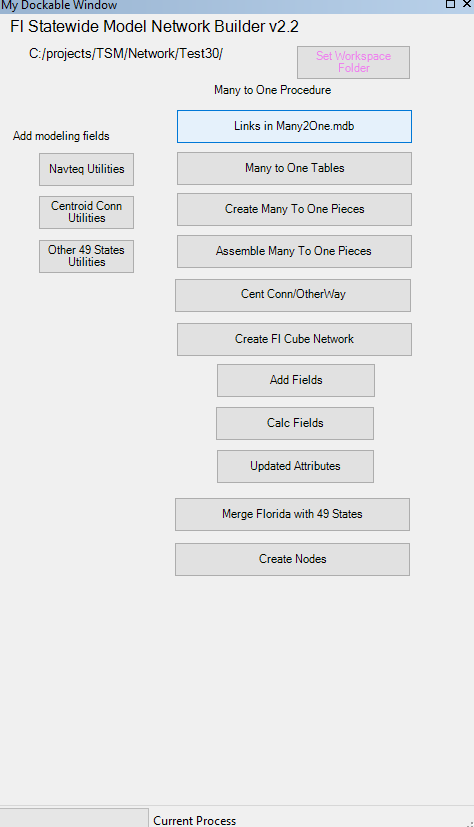 My Dockable Window
Fl Statewide Model Network Builder v2.2
C:/projects/TSM/Network/Test30/
Set Workspace
Folder
Many to One Procedure
Links in Many2One.mdb
Add modeling fields
Navteq Utilities
Many to One Tables
Centroid Conn
Utilities
Create Many To One Pieces
Other 49 States
Utilities
Assemble Many To One Pieces
Cent Conn/OtherWay
Create Fl Cube Network
Add Fields
Calc Fields
Updated Attributes
Merge Florida with 49 States
Create Nodes
Current Process